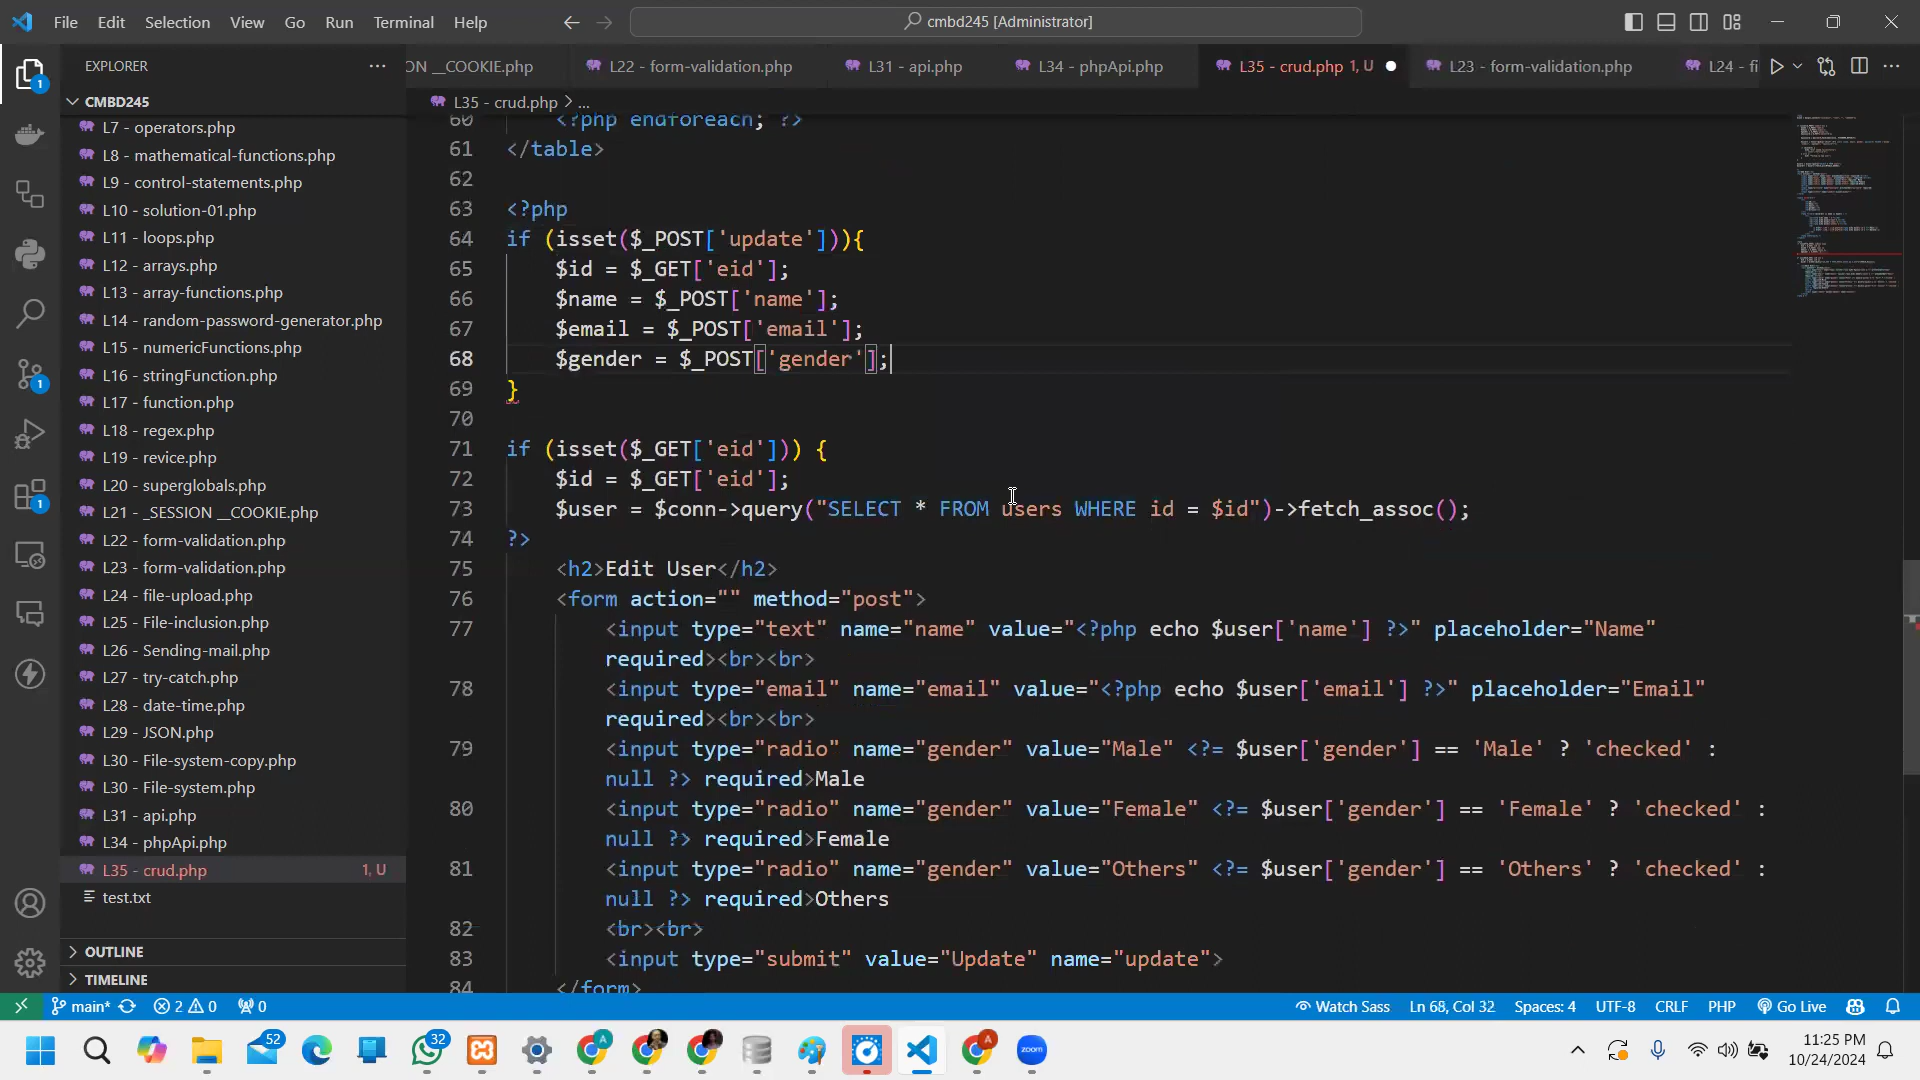 File Edit Selection View Go Run Terminal Help
cmbd245 [Administrator]
EXPLORER
ON __COOKIE.php
L22 - form-validation.php
L31 - api.php
L34 - phpApi.php
L35 - crud.php 1, U
L23 - form-validation.php
L24 - fi
L35 - crud.php > ...
CMBD245
L7 - operators.php
L8 - mathematical-functions.php
L9 - control-statements.php
L10 - solution-01.php
L11 - loops.php
L12 - arrays.php
L13 - array-functions.php
L14 - random-password-generator.php
L15 - numericFunctions.php
L16 - stringFunction.php
L17 - function.php
L18 - regex.php
L19 - revice.php
L20 - superglobals.php
L21 - _SESSION __COOKIE.php
L22 - form-validation.php
L23 - form-validation.php
L24 - file-upload.php
L25 - File-inclusion.php
L26 - Sending-mail.php
L27 - try-catch.php
L28 - date-time.php
L29 - JSON.php
L30 - File-system-copy.php
L30 - File-system.php
L31 - api.php
L34 - phpApi.php
L35 - crud.php 1, U
test.txt
OUTLINE
TIMELINE
60 <?php endforeach; ?>
61 </table>
62
63 <?php
64 if (isset($_POST['update'])){
65 $id = $_GET['eid'];
66 $name = $_POST['name'];
67 $email = $_POST['email'];
68 $gender = $_POST['gender'];
69 }
70
71 if (isset($_GET['eid'])) {
72 $id = $_GET['eid'];
73 $user = $conn->query("SELECT * FROM users WHERE id = $id")->fetch_assoc();
74 ?>
75 <h2>Edit User</h2>
76 <form action="" method="post">
77 <input type="text" name="name" value="<?php echo $user['name'] ?>" placeholder="Name"
required><br><br>
78 <input type="email" name="email" value="<?php echo $user['email'] ?>" placeholder="Email"
required><br><br>
79 <input type="radio" name="gender" value="Male" <?= $user['gender'] == 'Male' ? 'checked' :
null ?> required>Male
80 <input type="radio" name="gender" value="Female" <?= $user['gender'] == 'Female' ? 'checked' :
null ?> required>Female
81 <input type="radio" name="gender" value="Others" <?= $user['gender'] == 'Others' ? 'checked' :
null ?> required>Others
82 <br><br>
83 <input type="submit" value="Update" name="update">
84 </form>
main* 2 0 0
Watch Sass Ln 68, Col 32 Spaces: 4 UTF-8 CRLF PHP Go Live
52
32
zoom
11:25 PM
10/24/2024